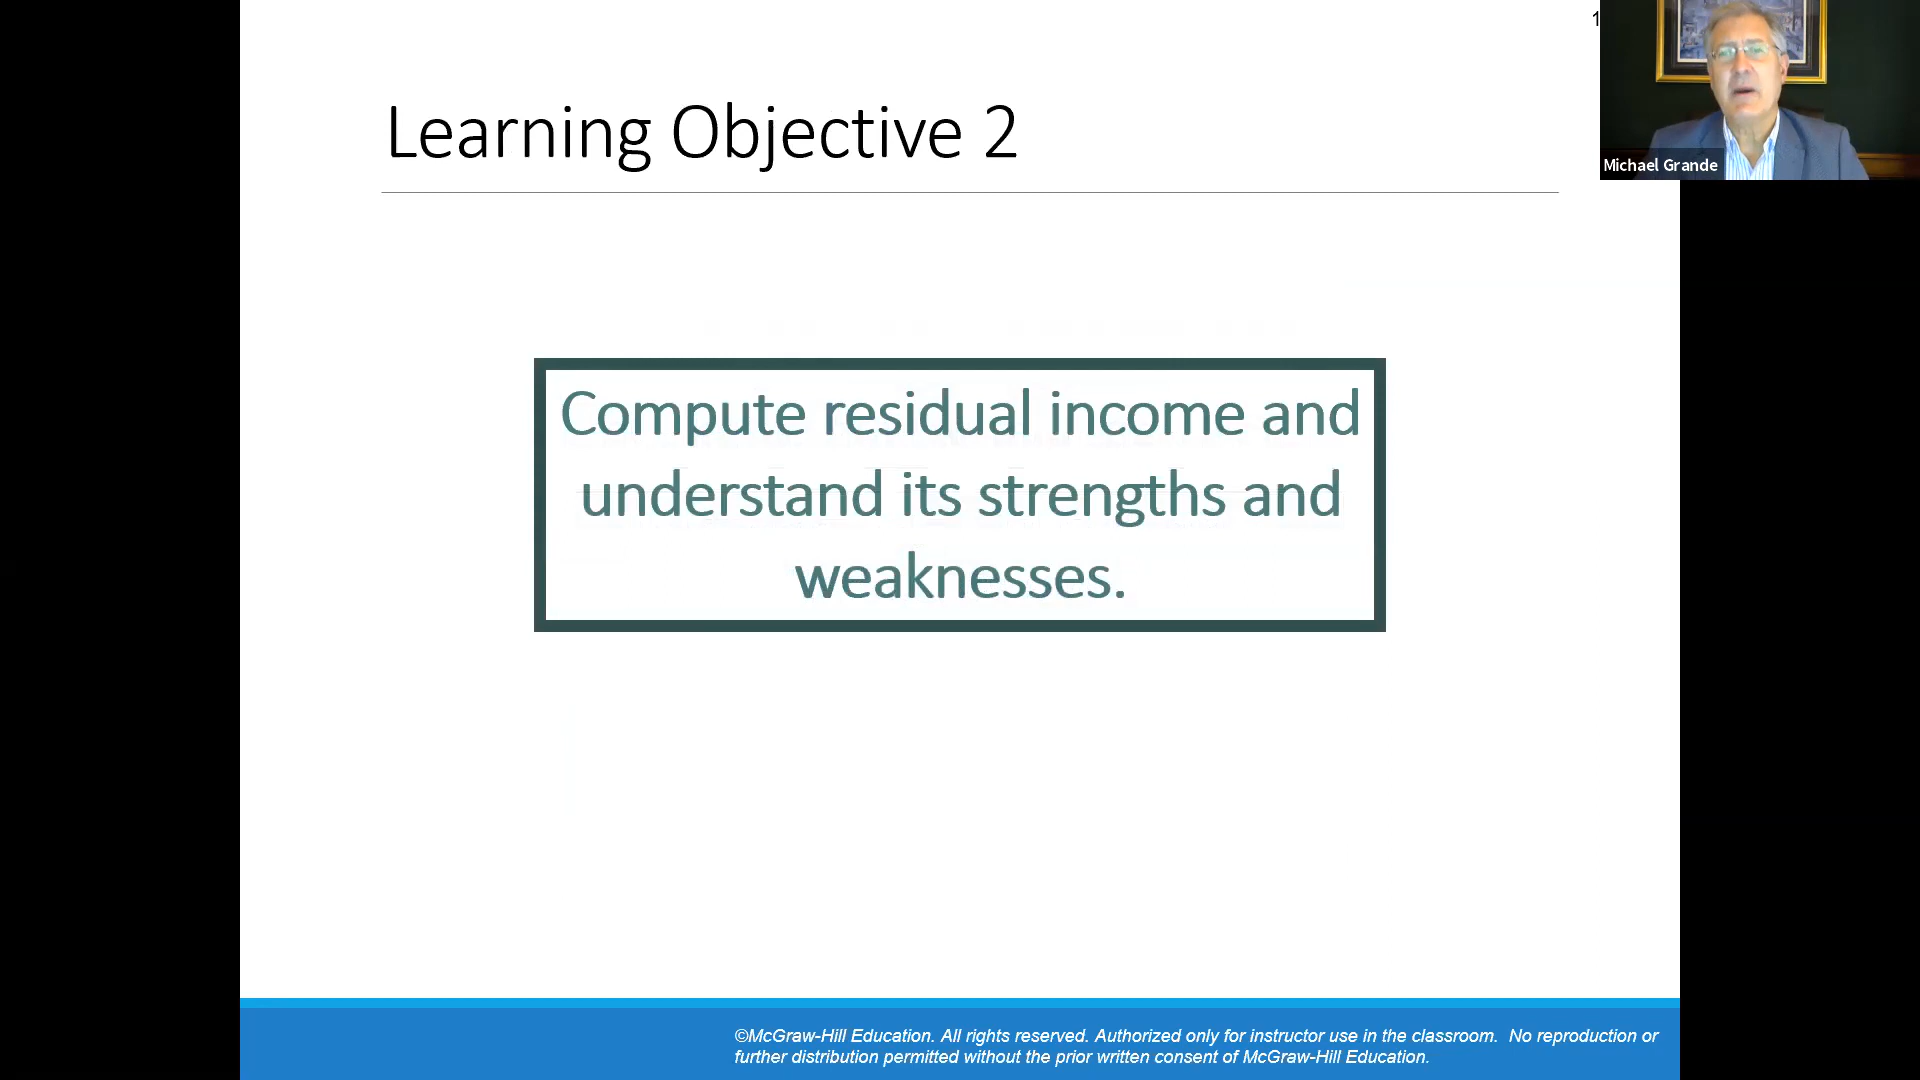 1
Learning Objective 2
Michael Grande
Compute residual income and
understand its strengths and
weaknesses.
©McGraw-Hill Education. All rights reserved. Authorized only for instructor use in the classroom.  No reproduction or
further distribution permitted without the prior written consent of McGraw-Hill Education.